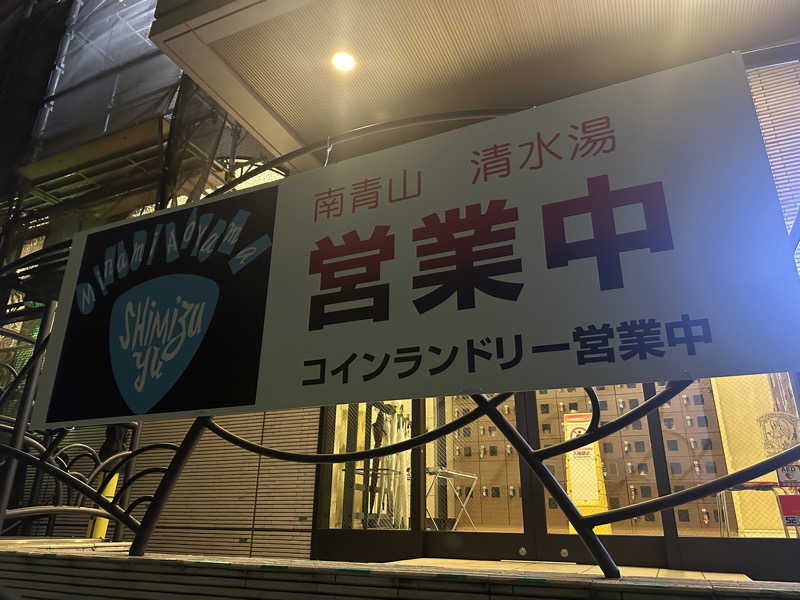 南青山 清水湯
営業中
コインランドリー営業中
Minami Aoyama
SHiMizu
yu
AED